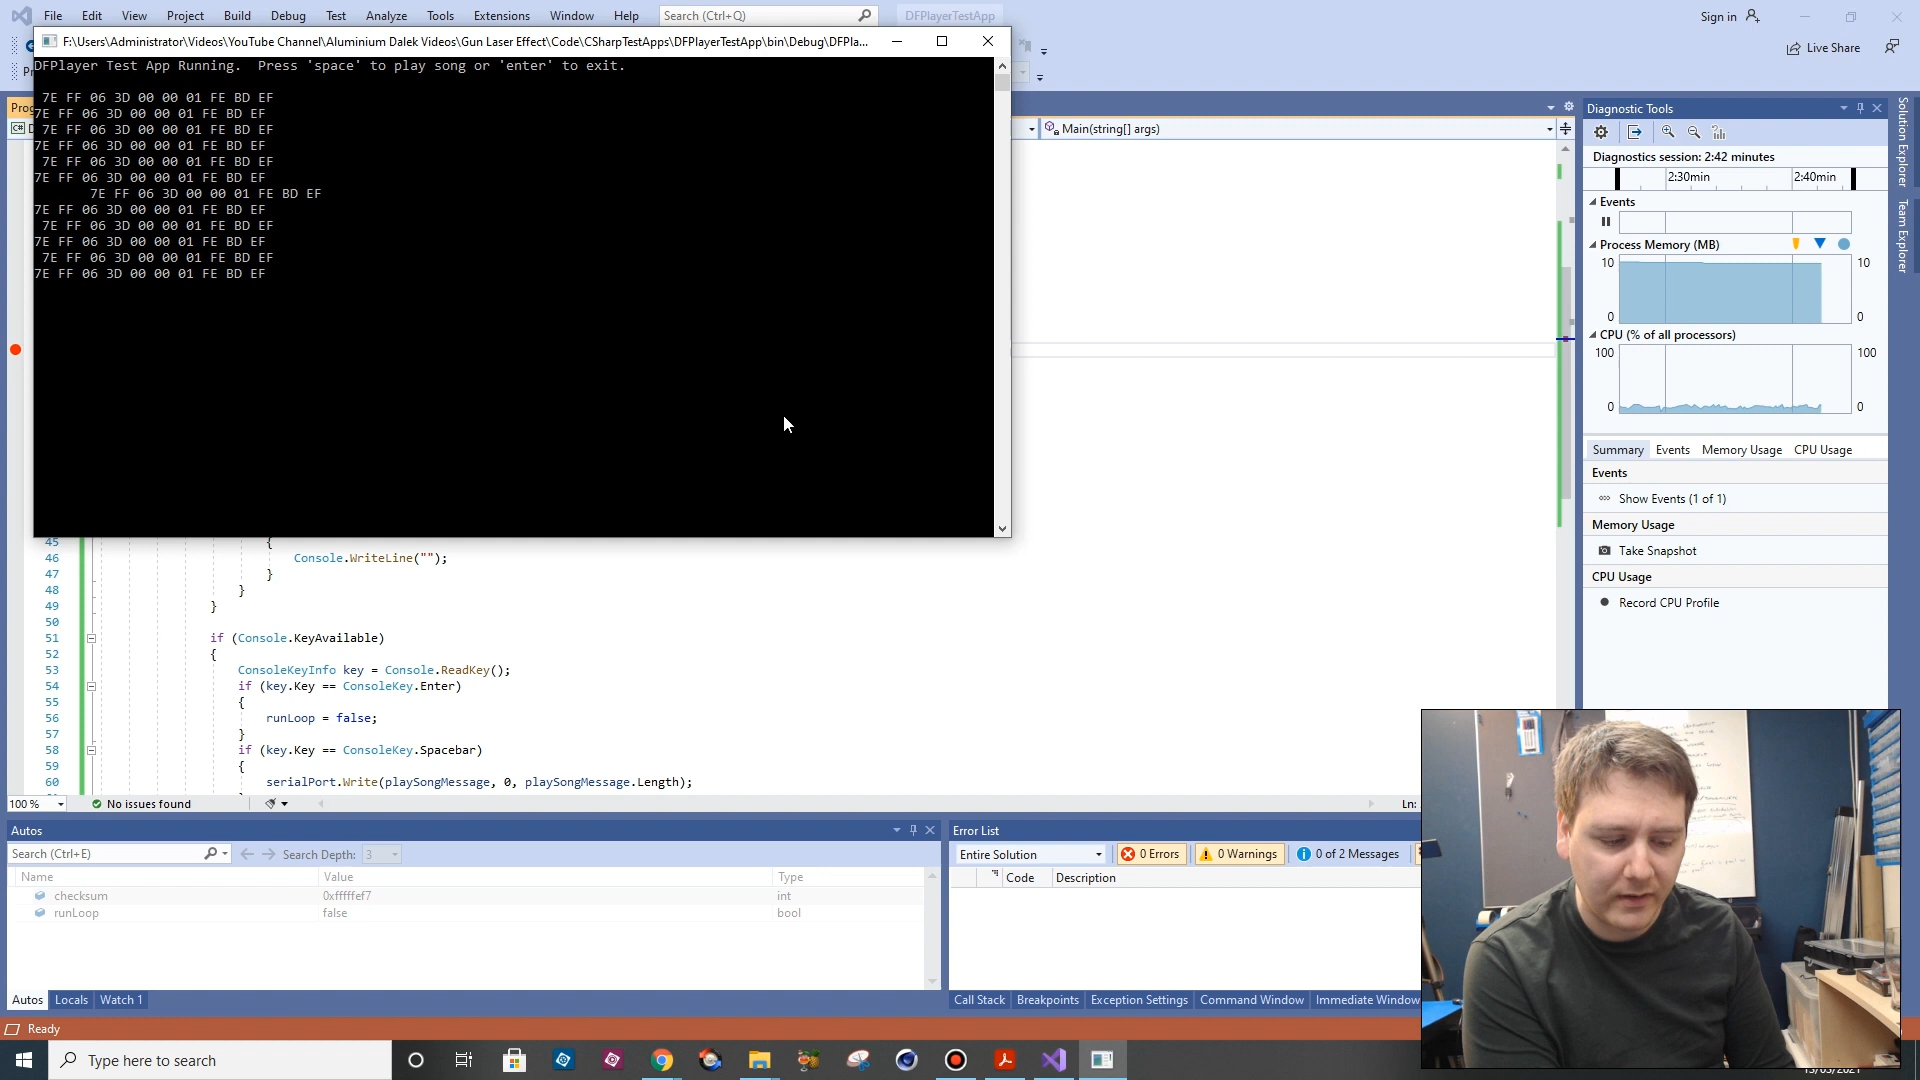 File Edit View Project Build Debug Test Analyze Tools Extensions Window Help Search (Ctrl+Q) DFPlayerTestApp Sign in
F:\Users\Administrator\Videos\YouTube Channel\Aluminium Dalek Videos\Gun Laser Effect\Code\CSharpTestApps\DFPlayerTestApp\bin\Debug\DFPla...
Live Share
DFPlayer Test App Running.  Press 'space' to play song or 'enter' to exit.
7E FF 06 3D 00 00 01 FE BD EF
7E FF 06 3D 00 00 01 FE BD EF
7E FF 06 3D 00 00 01 FE BD EF
7E FF 06 3D 00 00 01 FE BD EF
7E FF 06 3D 00 00 01 FE BD EF
7E FF 06 3D 00 00 01 FE BD EF
7E FF 06 3D 00 00 01 FE BD EF
7E FF 06 3D 00 00 01 FE BD EF
7E FF 06 3D 00 00 01 FE BD EF
7E FF 06 3D 00 00 01 FE BD EF
7E FF 06 3D 00 00 01 FE BD EF
7E FF 06 3D 00 00 01 FE BD EF
Main(string[] args)
45 {
46 Console.WriteLine("");
47 }
48 }
49 }
50
51 if (Console.KeyAvailable)
52 {
53 ConsoleKeyInfo key = Console.ReadKey();
54 if (key.Key == ConsoleKey.Enter)
55 {
56 runLoop = false;
57 }
58 if (key.Key == ConsoleKey.Spacebar)
59 {
60 serialPort.Write(playSongMessage, 0, playSongMessage.Length);
100 % No issues found Ln:
Diagnostic Tools
Diagnostics session: 2:42 minutes
2:30min 2:40min
Events
Process Memory (MB)
10 10
0 0
CPU (% of all processors)
100 100
0 0
Summary Events Memory Usage CPU Usage
Events
Show Events (1 of 1)
Memory Usage
Take Snapshot
CPU Usage
Record CPU Profile
Solution Explorer
Team Explorer
Autos
Search (Ctrl+E) Search Depth: 3
Name Value Type
checksum 0xfffffef7 int
runLoop false bool
Autos Locals Watch 1
Error List
Entire Solution 0 Errors 0 Warnings 0 of 2 Messages
Code Description
Call Stack Breakpoints Exception Settings Command Window Immediate Window
Ready
Type here to search